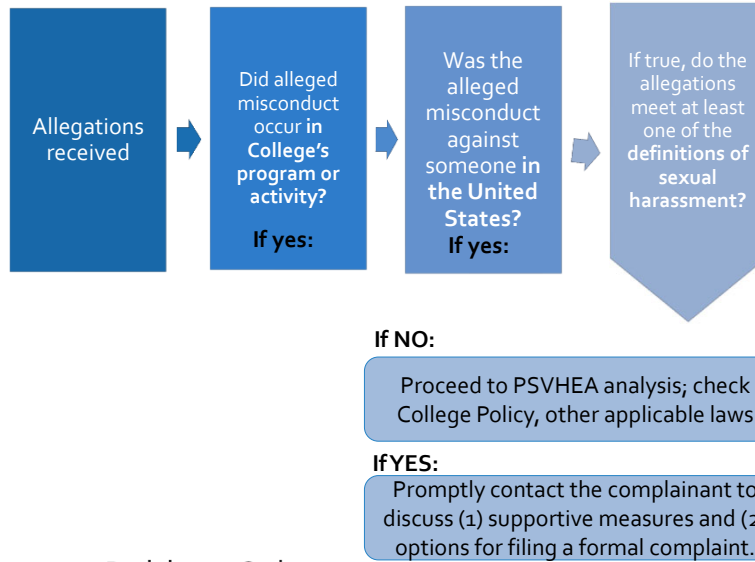 Allegations
received
Did alleged
misconduct
occur in
College's
program or
activity?
If yes:
Was the
alleged
misconduct
against
someone in
the United
States?
If yes:
If true, do the
allegations
meet at least
one of the
definitions of
sexual
harassment?
If NO:
Proceed to PSVHEA analysis; check
College Policy, other applicable laws
If YES:
Promptly contact the complainant to
discuss (1) supportive measures and (2
options for filing a formal complaint.